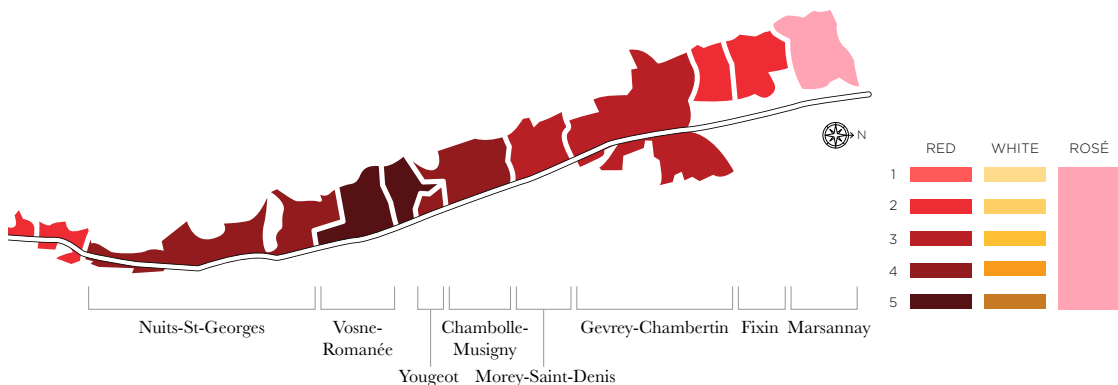 N
RED WHITE ROSÉ
1
2
3
4
5
Nuits-St-Georges
Vosne-
Romanée
Yougeot
Chambolle-
Musigny
Morey-Saint-Denis
Gevrey-Chambertin
Fixin
Marsannay